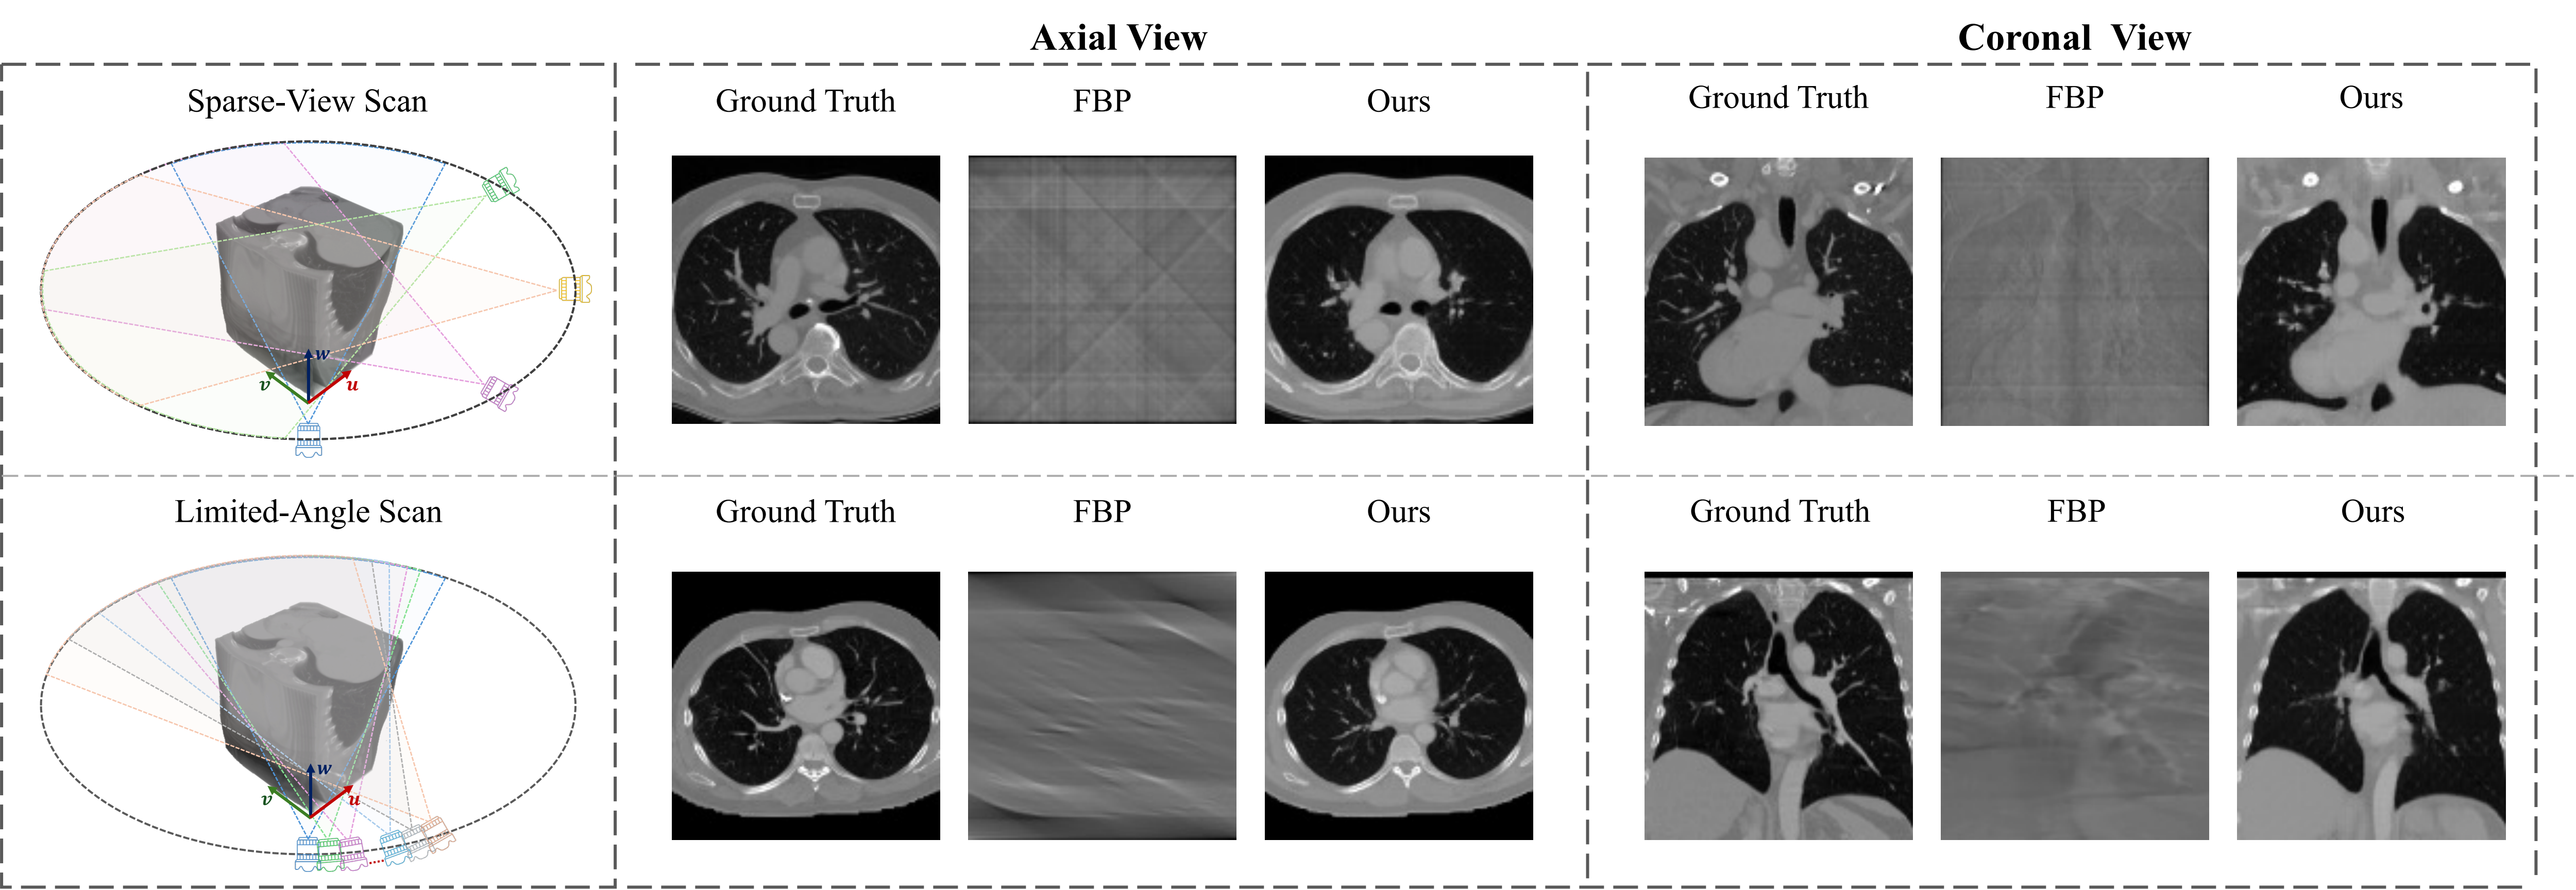 Axial View
Coronal View
Sparse-View Scan
Ground Truth
FBP
Ours
Ground Truth
FBP
Ours
w
v
u
Limited-Angle Scan
Ground Truth
FBP
Ours
Ground Truth
FBP
Ours
w
v
u